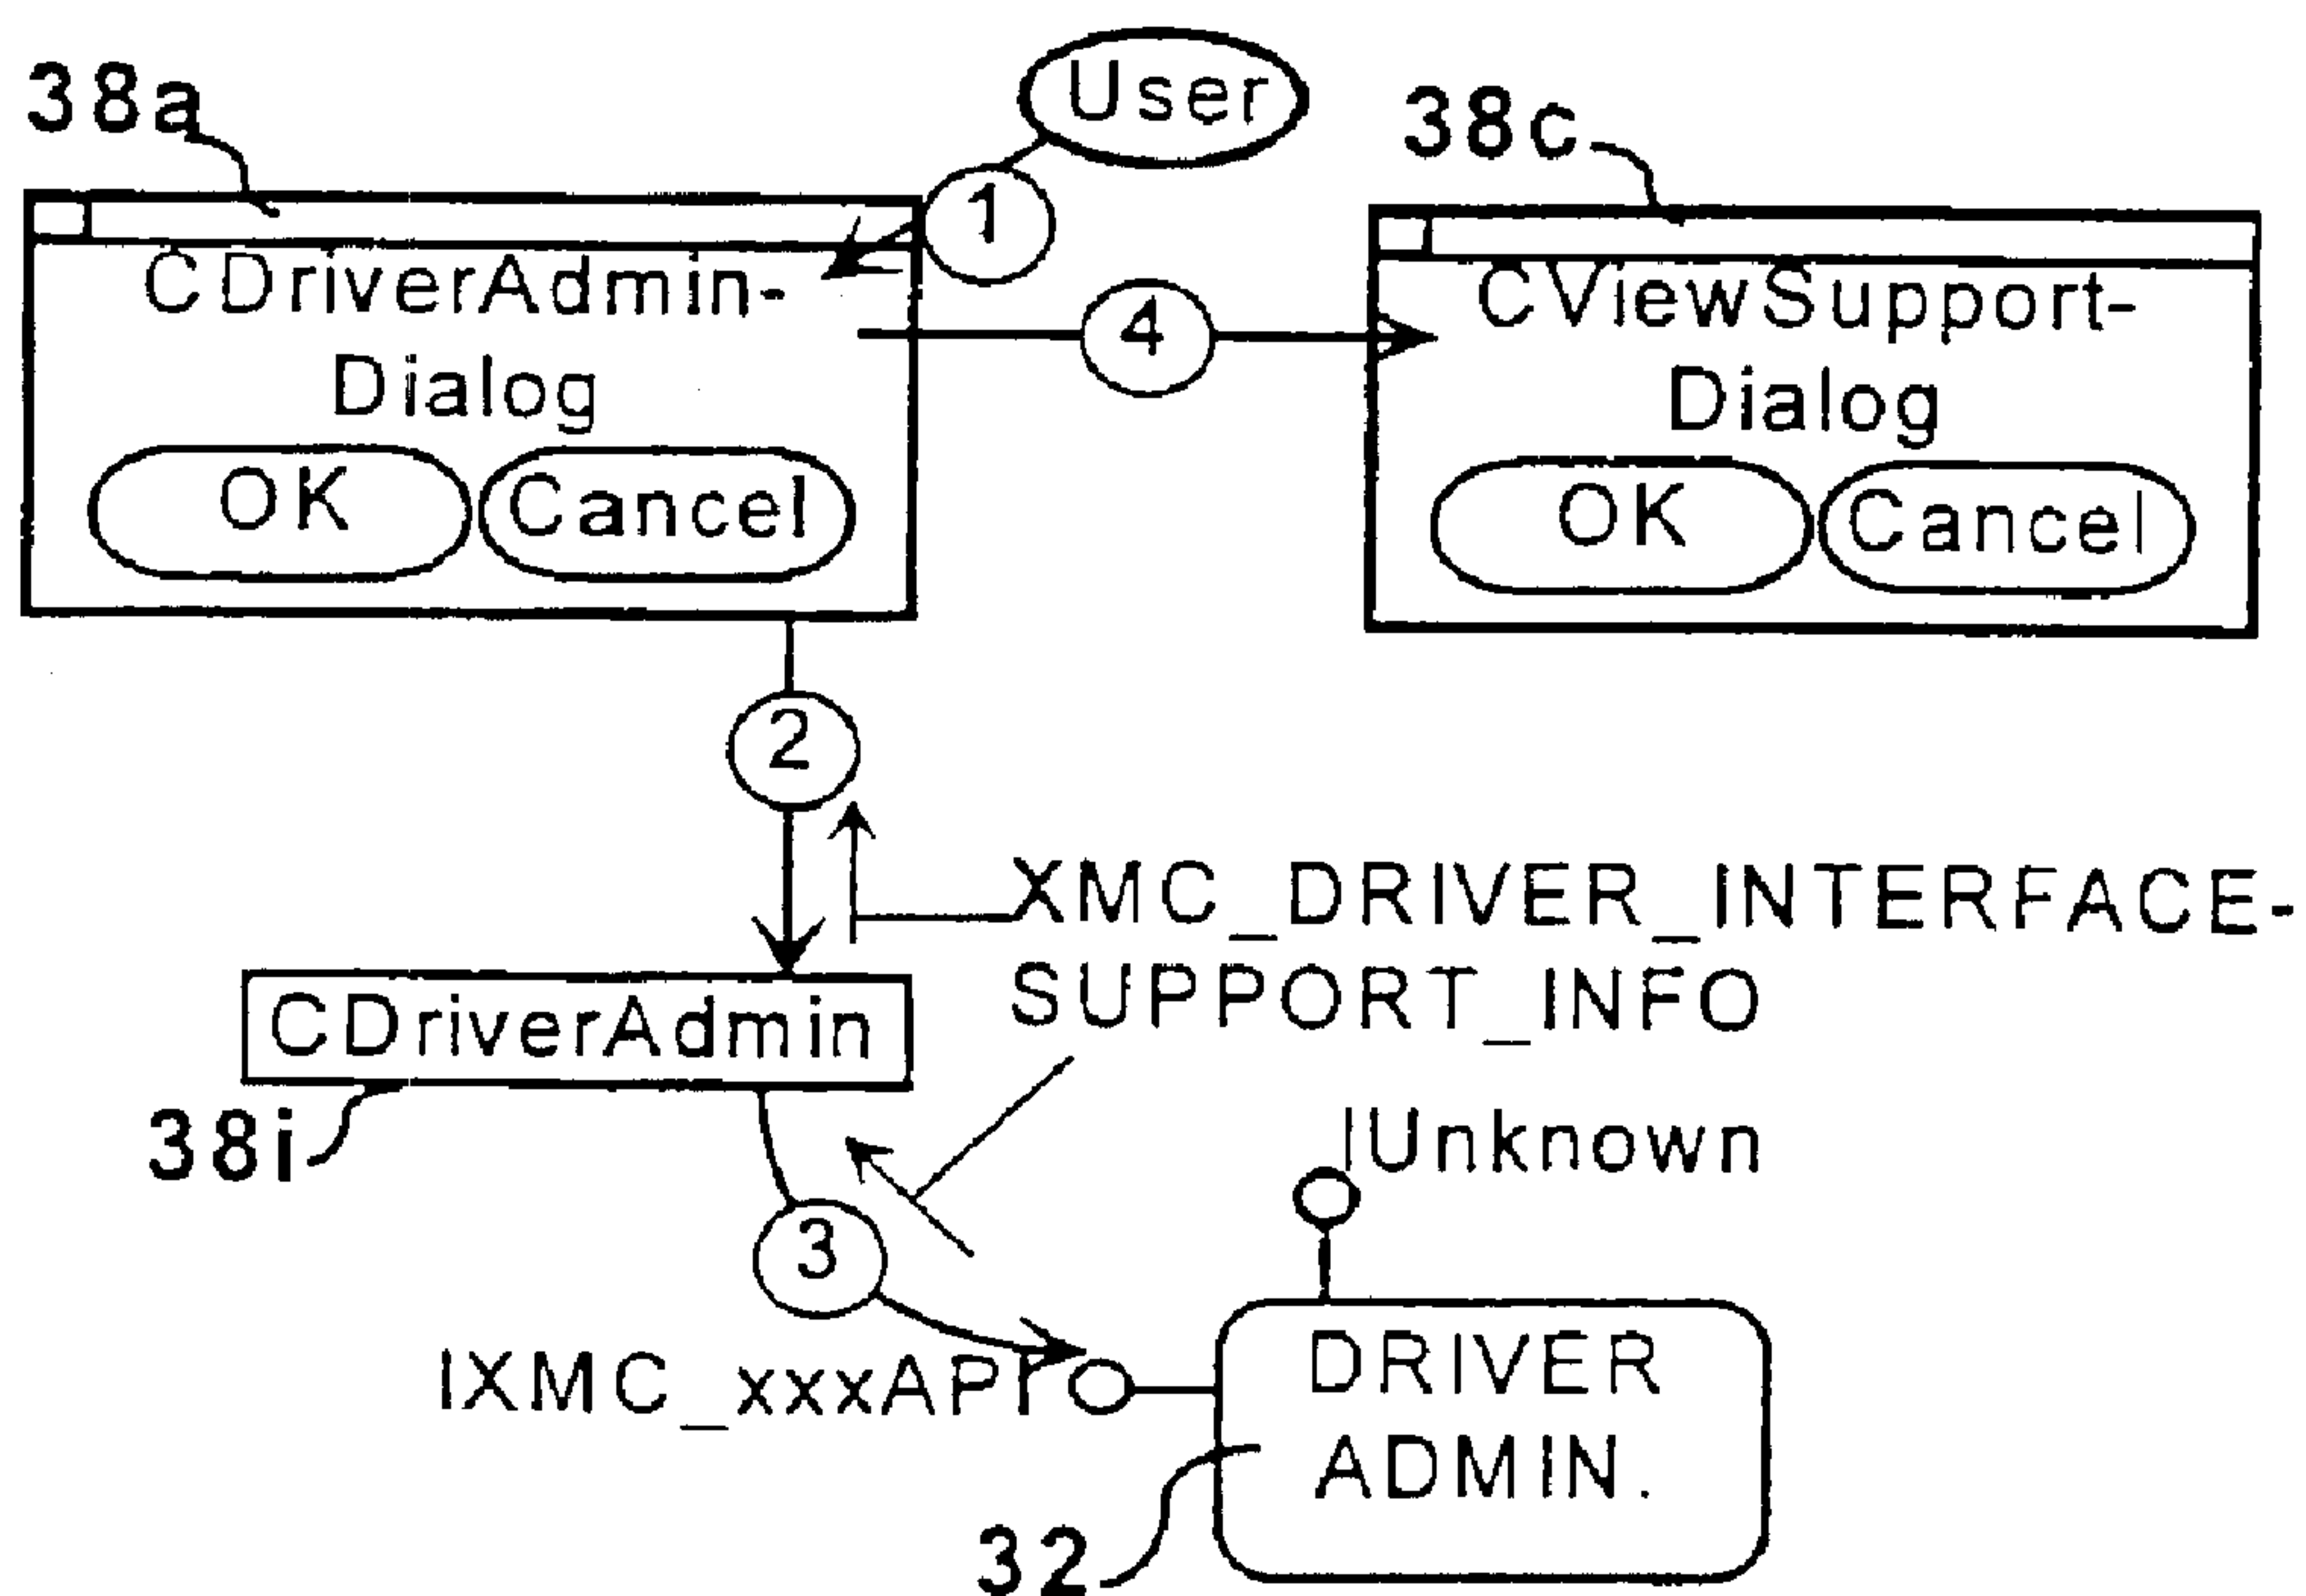 38a
User
38c
1
CDriverAdmin-
Dialog
OK
Cancel
4
CViewSupport-
Dialog
OK
Cancel
2
XMC_DRIVER_INTERFACE-
SUPPORT_INFO
CDriverAdmin
38i
IUnknown
3
IXMC_xxxAPI
DRIVER
ADMIN.
32